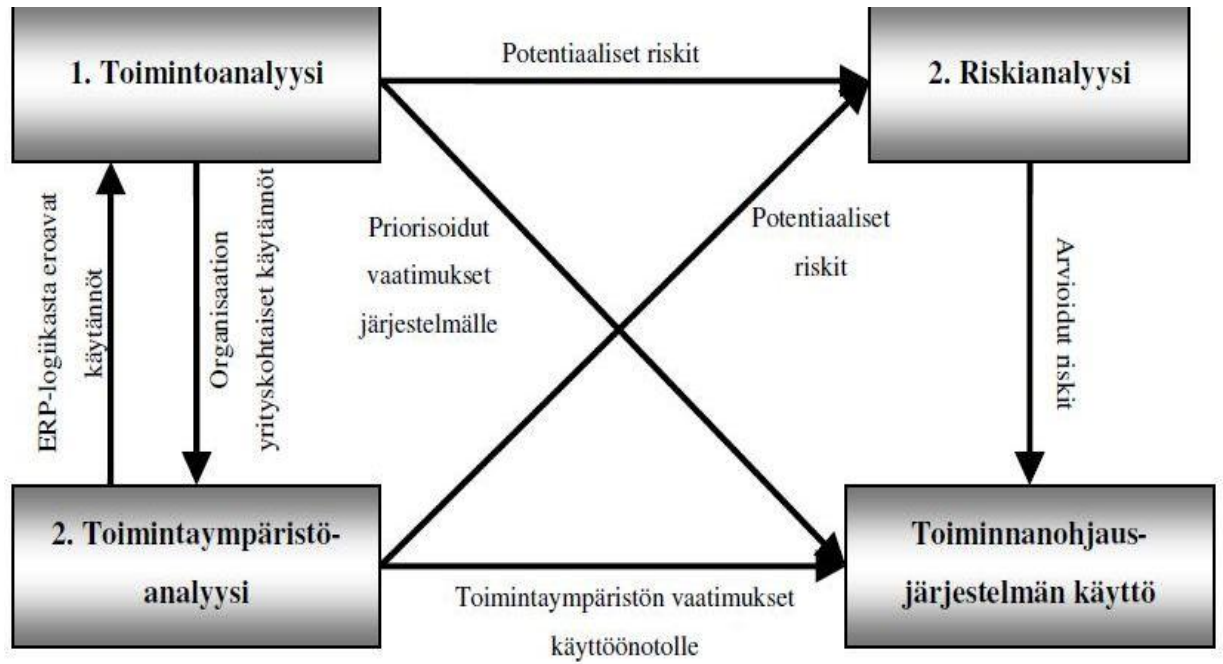 Potentiaaliset riskit
1. Toimintoanalyysi
2. Riskianalyysi
ERP-logiikasta eroavat
käytännöt
Organisaation
yrityskohtaiset käytännöt
Priorisoidut
vaatimukset
järjestelmälle
Potentiaaliset
riskit
Arvioidut riskit
2. Toimintaympäristö-
analyysi
Toimintaympäristön vaatimukset
käyttöönotolle
Toiminnanohjaus-
järjestelmän käyttö